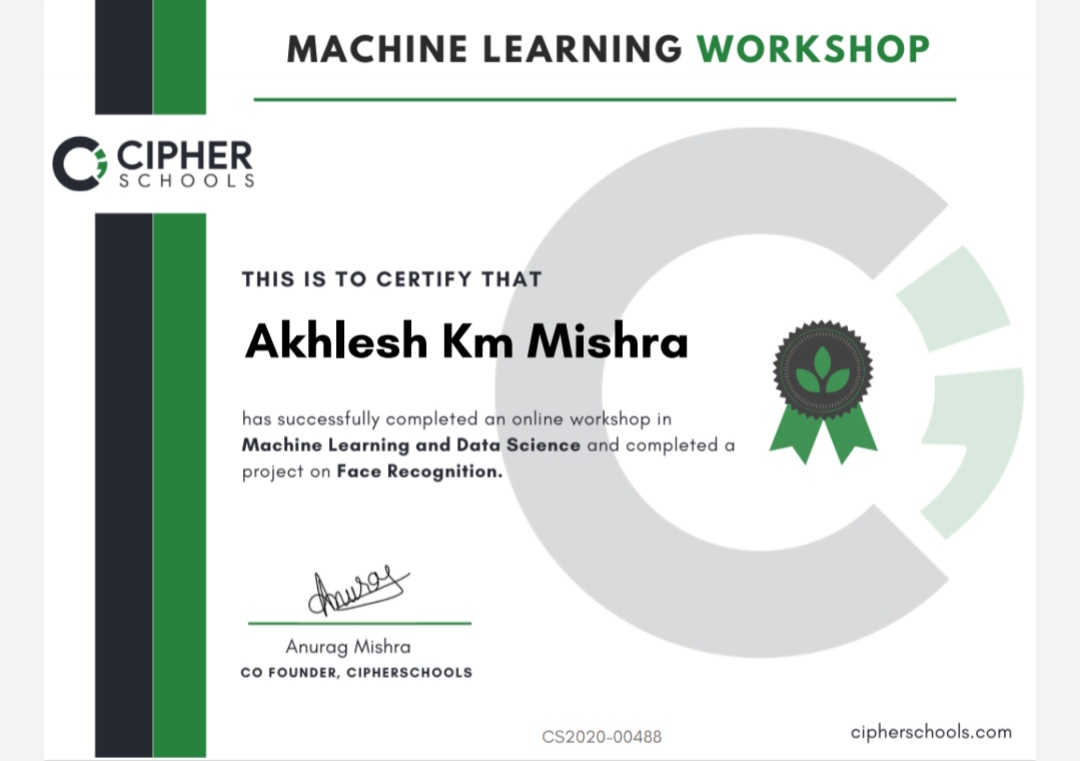 MACHINE LEARNING WORKSHOP
CIPHER
SCHOOLS
THIS IS TO CERTIFY THAT
Akhlesh Km Mishra
has successfully completed an online workshop in
Machine Learning and Data Science and completed a
project on Face Recognition.
Anurag
Anurag Mishra
CO FOUNDER, CIPHERSCHOOLS
CS2020-00488
cipherschools.com